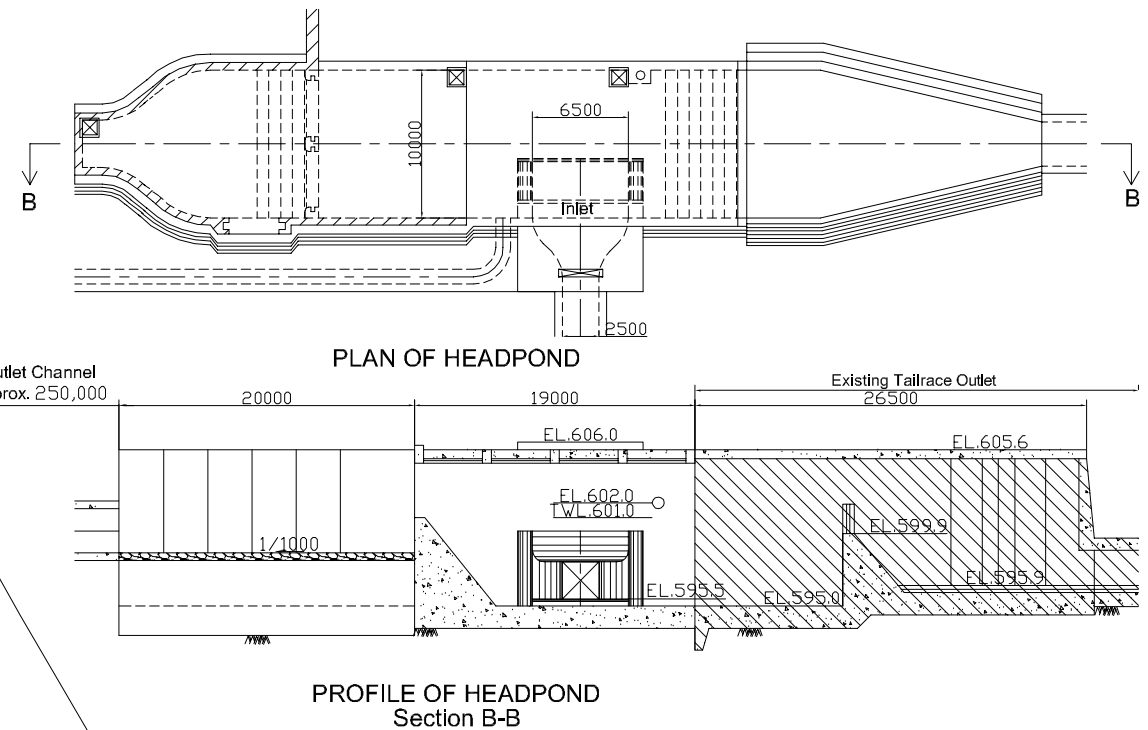 6500
10000
B
B
Inlet
2500
PLAN OF HEADPOND
utlet Channel
prox. 250,000
20000
19000
Existing Tailrace Outlet
26500
EL.606.0
EL.605.6
EL.602.0
WL.601.0
1/1000
EL.599.9
EL.595.5
EL.595.0
EL.595.9
PROFILE OF HEADPOND
Section B-B